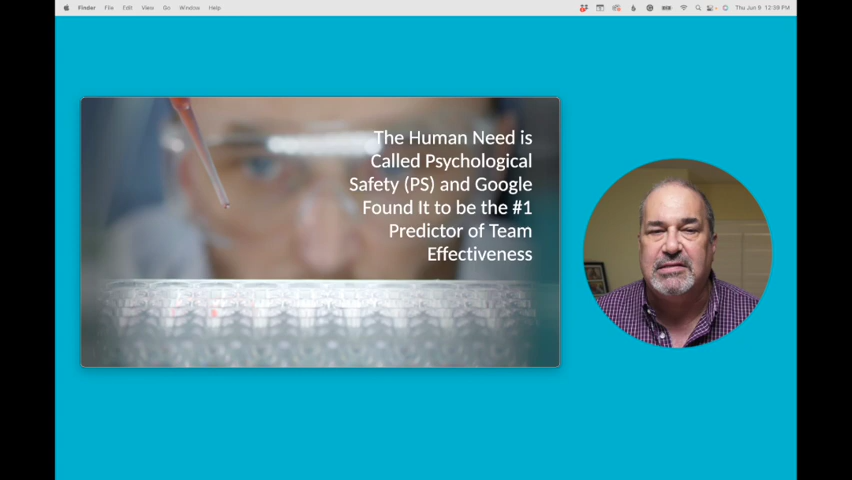 Finder File Edit View Go Window Help Thu Jun 9 12:39 PM
The Human Need is
Called Psychological
Safety (PS) and Google
Found It to be the #1
Predictor of Team
Effectiveness